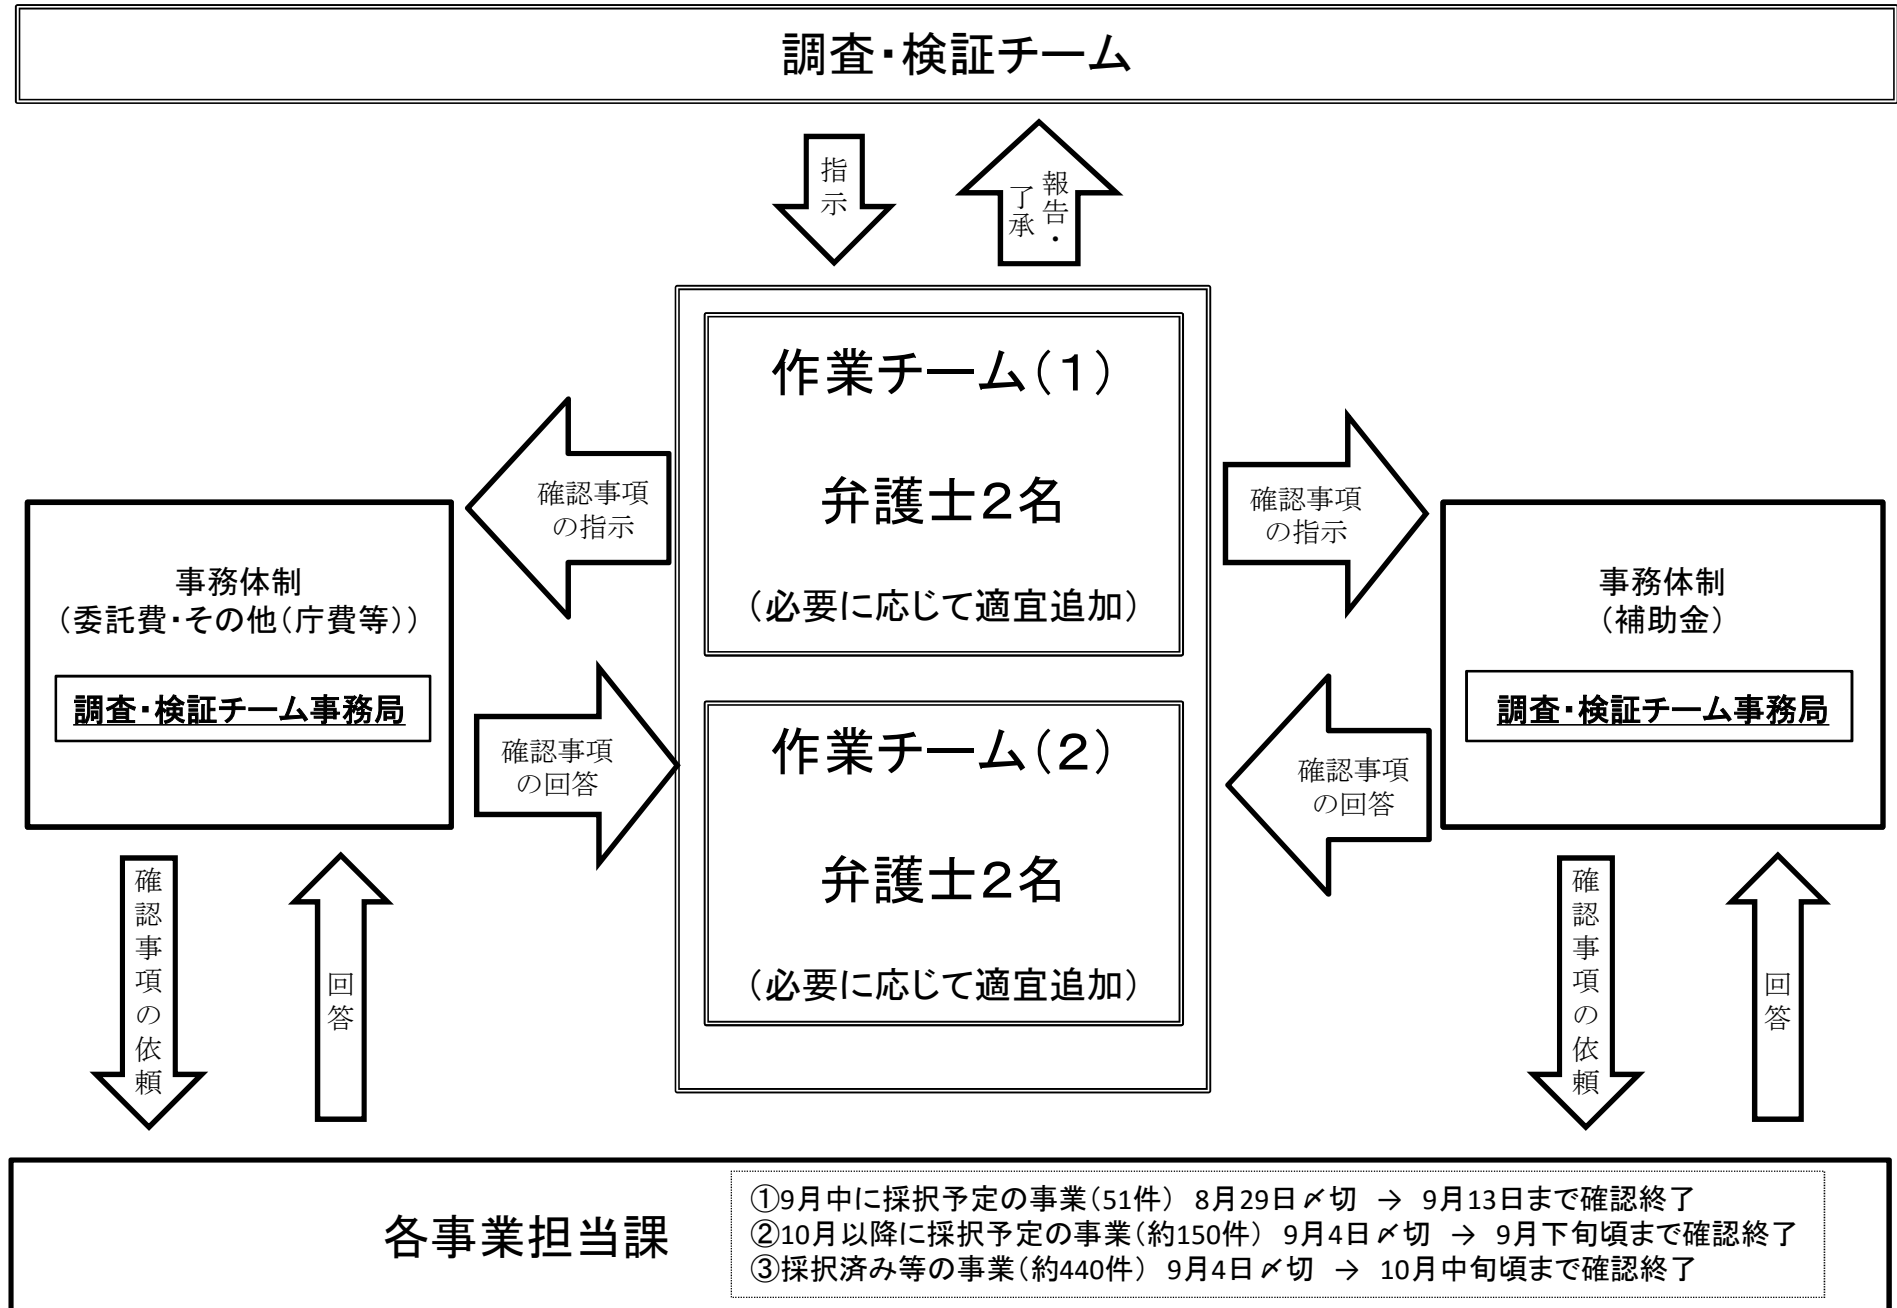 調査・検証チーム
指示
報告・
了承
作業チーム（１）
弁護士２名
（必要に応じて適宜追加）
確認事項
の指示
確認事項
の指示
事務体制
（委託費・その他（庁費等））
調査・検証チーム事務局
事務体制
（補助金）
調査・検証チーム事務局
確認事項
の回答
作業チーム（２）
弁護士２名
（必要に応じて適宜追加）
確認事項
の回答
確認事項の依頼
回答
確認事項の依頼
回答
各事業担当課
①9月中に採択予定の事業（51件） 8月29日〆切 → 9月13日まで確認終了
②10月以降に採択予定の事業（約150件） 9月4日〆切 → 9月下旬頃まで確認終了
③採択済み等の事業（約440件） 9月4日〆切 → 10月中旬頃まで確認終了